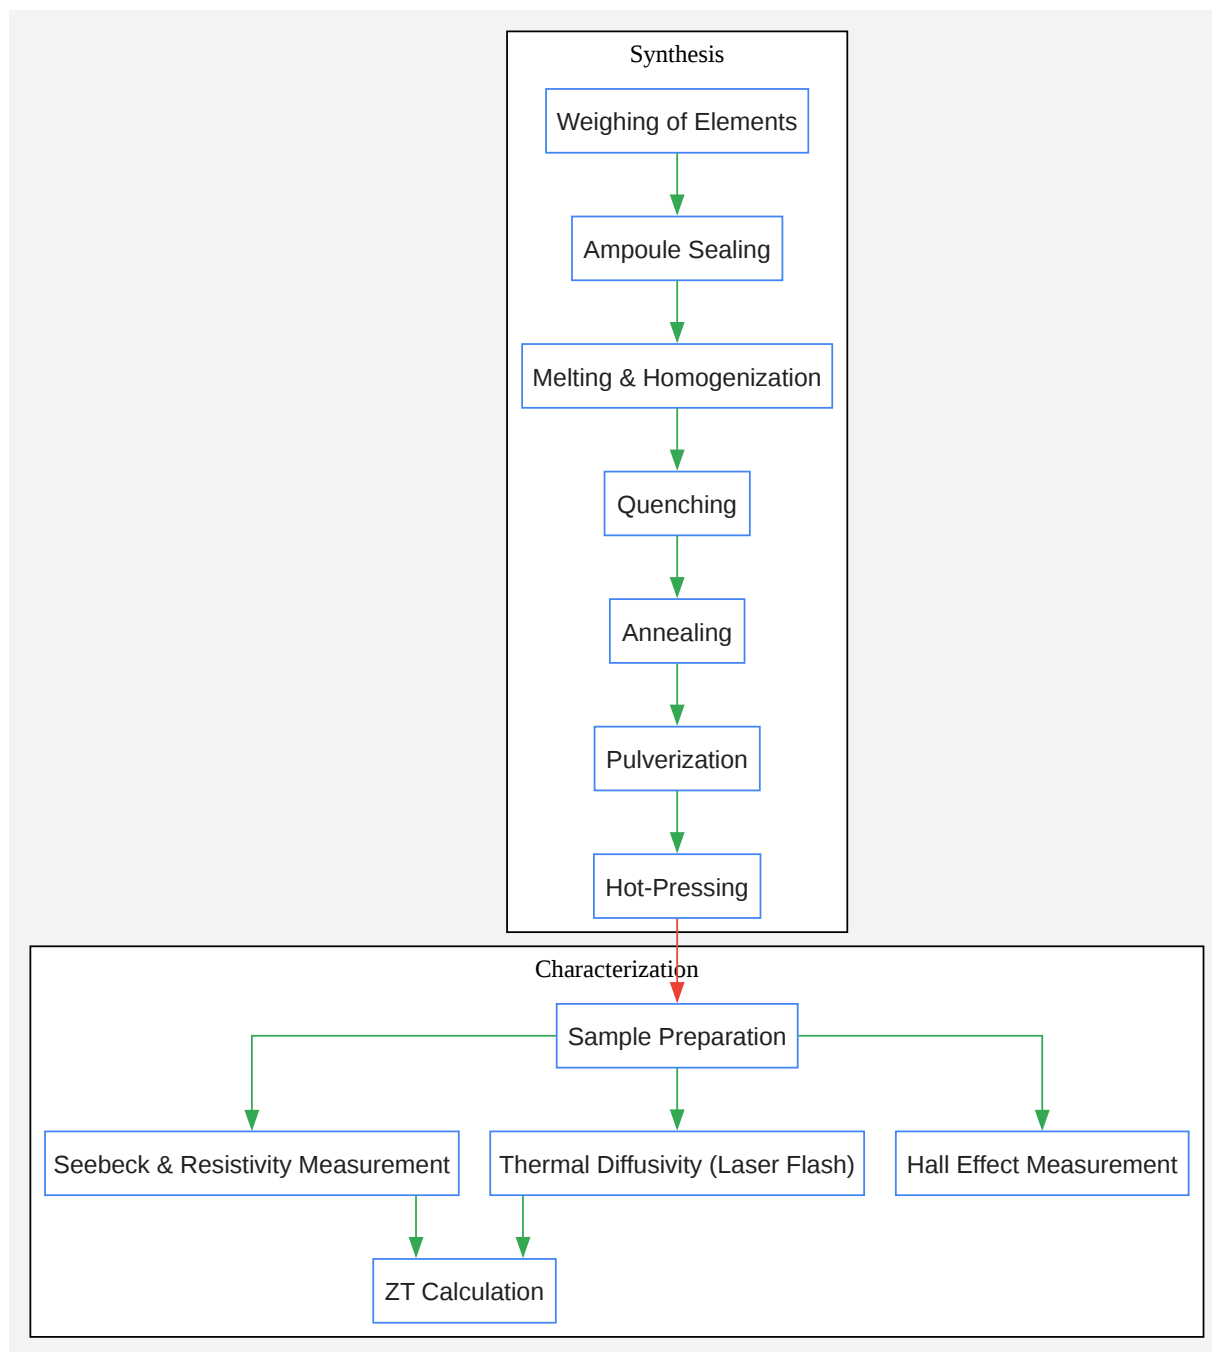 Synthesis
Weighing of Elements
Ampoule Sealing
Melting & Homogenization
Quenching
Annealing
Pulverization
Hot-Pressing
Characterization
Sample Preparation
Seebeck & Resistivity Measurement
Thermal Diffusivity (Laser Flash)
Hall Effect Measurement
ZT Calculation